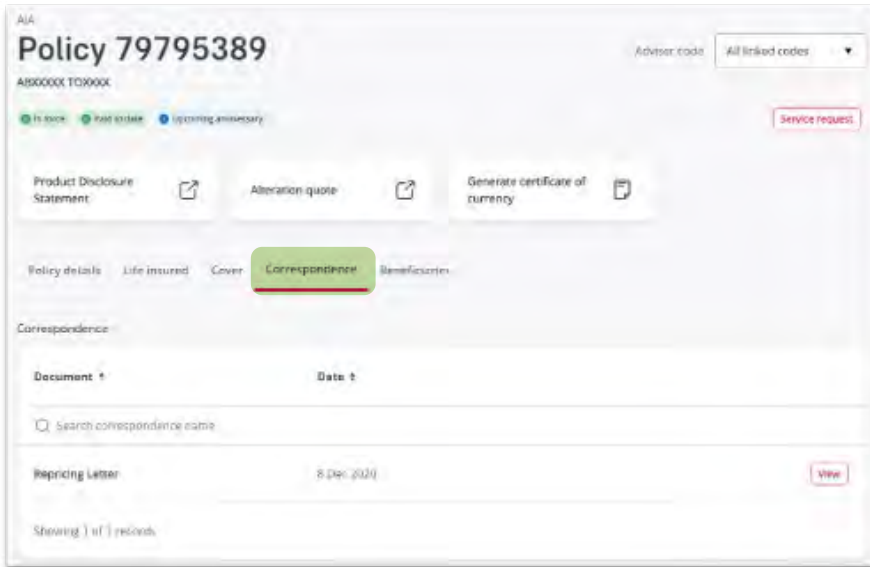 AIA
Policy 79795389
Adviser code All linked codes
In force Paid to date Upcoming anniversary
Service request
Product Disclosure
Statement
Alteration quote
Generate certificate of
currency
Policy details Life insured Cover Correspondence Beneficiaries
Correspondence
Document Date
Search correspondence name
Repricing Letter 8 Dec 2020 View
Showing 1 of 1 records